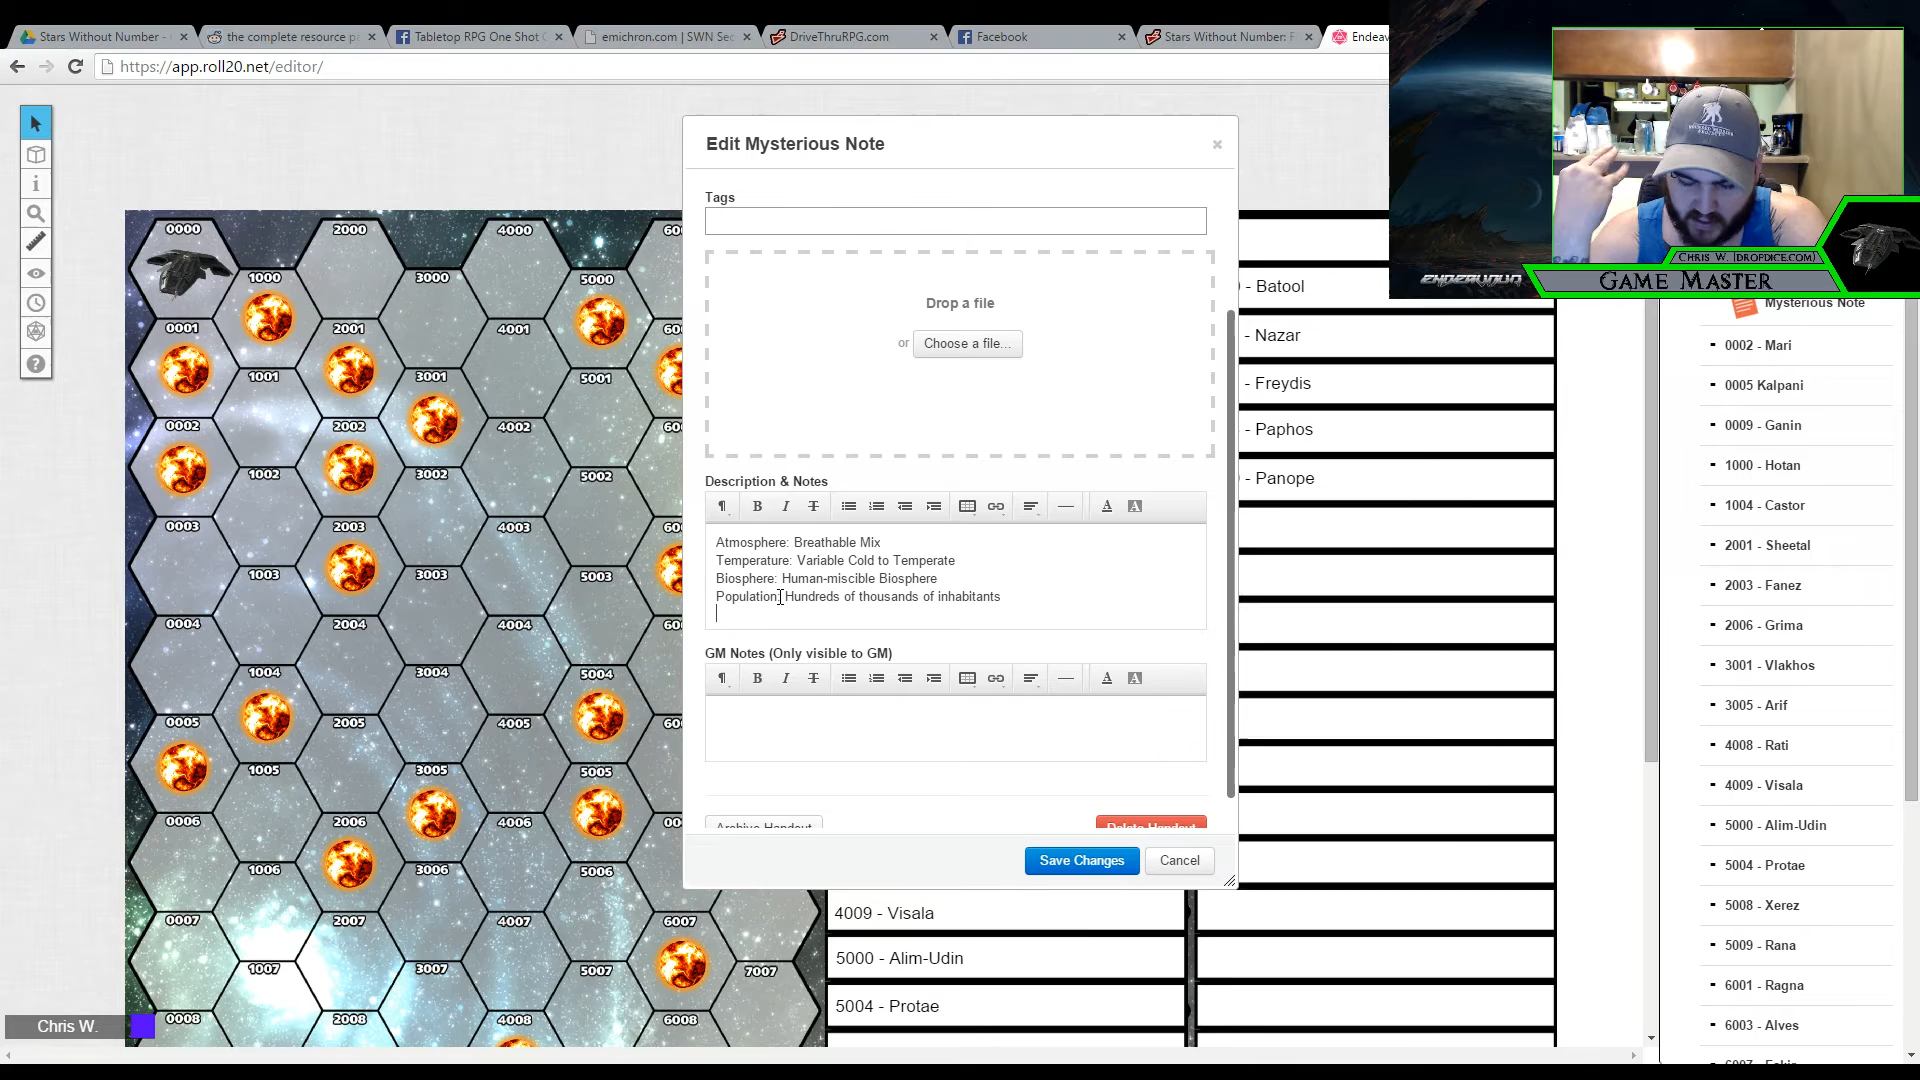 Stars Without Number -
the complete resource pa
Tabletop RPG One Shot G
emichron.com | SWN Sec
DriveThruRPG.com
Facebook
Stars Without Number: F
Endeav
https://app.roll20.net/editor/
Edit Mysterious Note
Tags
Drop a file
or Choose a file...
Description & Notes
Atmosphere: Breathable Mix
Temperature: Variable Cold to Temperate
Biosphere: Human-miscible Biosphere
Population: Hundreds of thousands of inhabitants
GM Notes (Only visible to GM)
Archive Handout
Delete Handout
Save Changes
Cancel
0000
2000
4000
1000
3000
5000
0001
2001
4001
1001
3001
5001
0002
2002
4002
1002
3002
5002
0003
2003
4003
1003
3003
5003
0004
2004
4004
1004
3004
5004
0005
2005
4005
1005
3005
5005
0006
2006
4006
1006
3006
5006
0007
2007
4007
6007
1007
3007
5007
7007
0008
2008
4008
6008
- Batool
- Nazar
- Freydis
- Paphos
- Panope
4009 - Visala
5000 - Alim-Udin
5004 - Protae
Chris W. (dropdice.com)
Game Master
Mysterious Note
0002 - Mari
0005 Kalpani
0009 - Ganin
1000 - Hotan
1004 - Castor
2001 - Sheetal
2003 - Fanez
2006 - Grima
3001 - Vlakhos
3005 - Arif
4008 - Rati
4009 - Visala
5000 - Alim-Udin
5004 - Protae
5008 - Xerez
5009 - Rana
6001 - Ragna
6003 - Alves
Chris W.